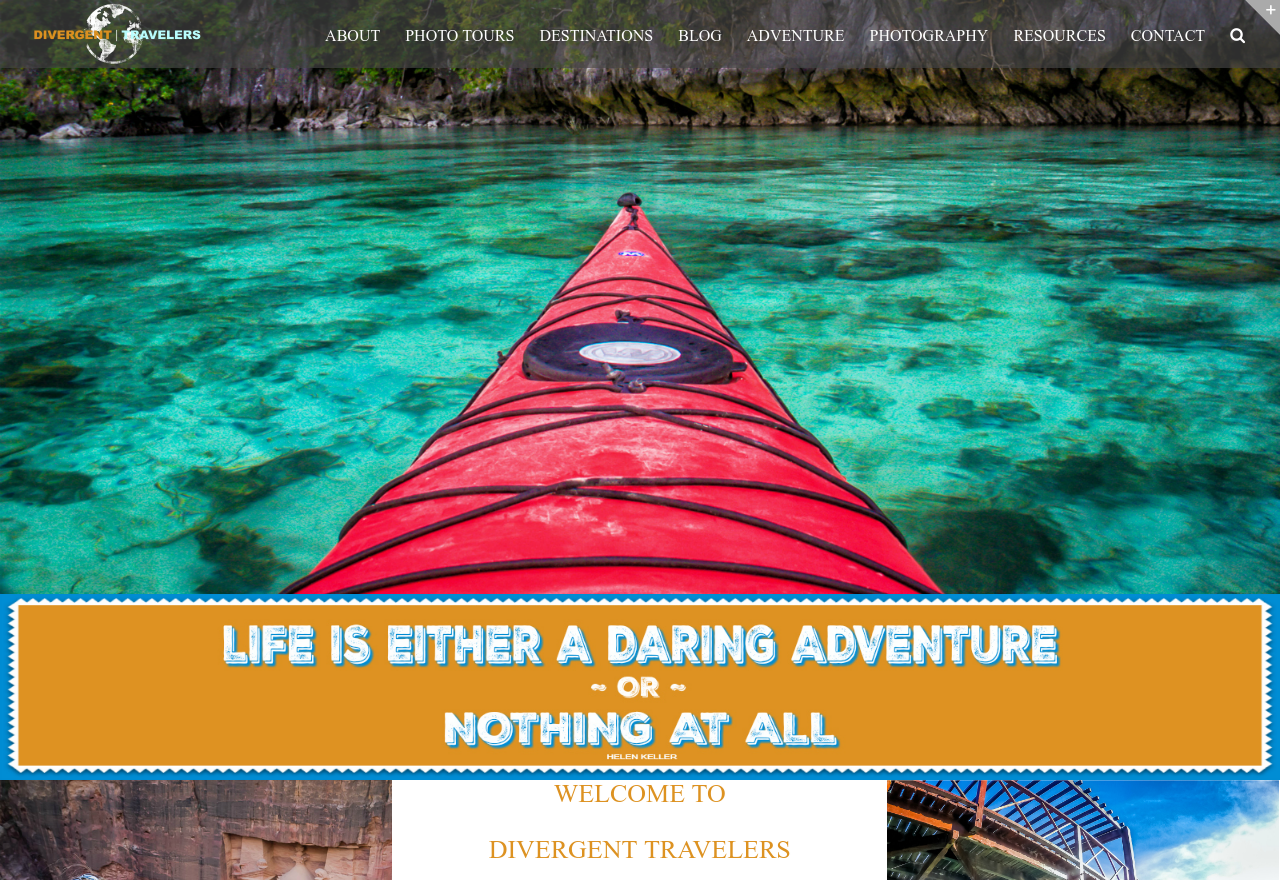 DIVERGENT | TRAVELERS
ABOUT PHOTO TOURS DESTINATIONS BLOG ADVENTURE PHOTOGRAPHY RESOURCES CONTACT
+
LIFE IS EITHER A DARING ADVENTURE
~ OR ~
NOTHING AT ALL
HELEN KELLER
WELCOME TO
DIVERGENT TRAVELERS